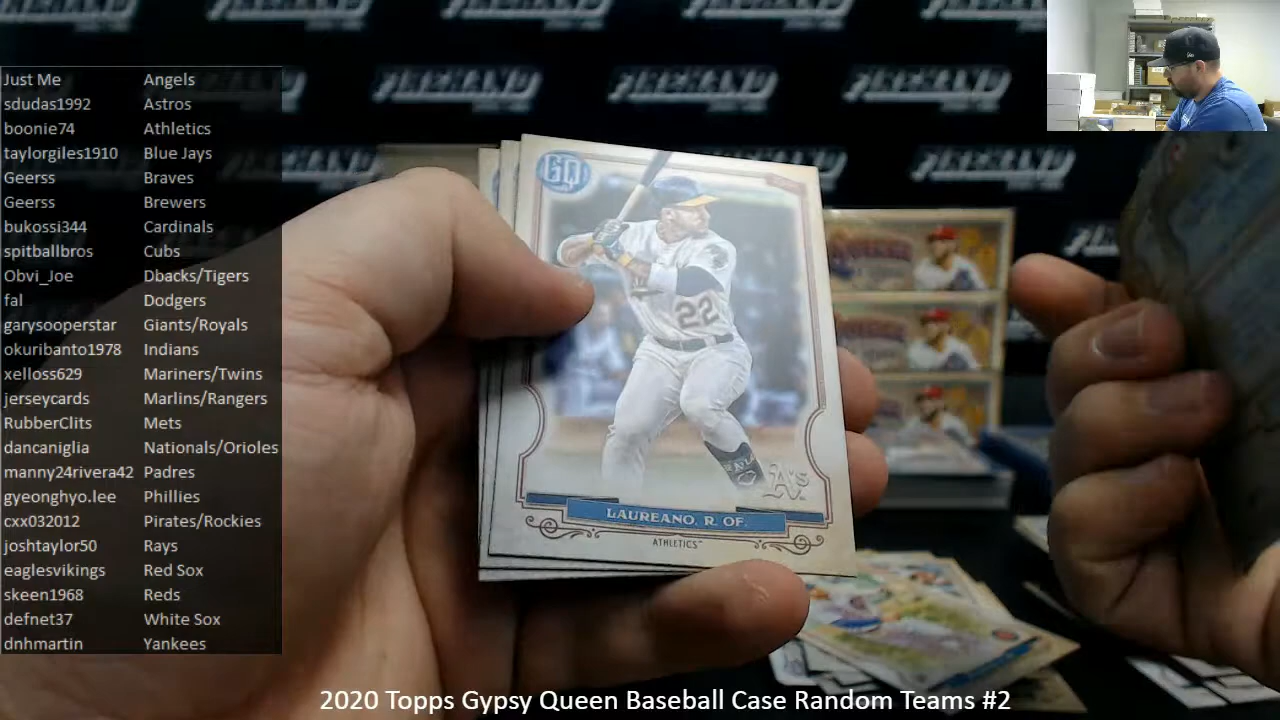 Just Me Angels
sdudas1992 Astros
boonie74 Athletics
taylorgiles1910 Blue Jays
Geerss Braves
Geerss Brewers
bukossi344 Cardinals
spitballbros Cubs
Obvi_Joe Dbacks/Tigers
fal Dodgers
garysooperstar Giants/Royals
okuribanto1978 Indians
xelloss629 Mariners/Twins
jerseycards Marlins/Rangers
RubberClits Mets
dancaniglia Nationals/Orioles
manny24rivera42 Padres
gyeonghyo.lee Phillies
cxx032012 Pirates/Rockies
joshtaylor50 Rays
eaglesvikings Red Sox
skeen1968 Reds
defnet37 White Sox
dnhmartin Yankees
GQ
22
A's
LAUREANO, R. OF.
ATHLETICS™
2020 Topps Gypsy Queen Baseball Case Random Teams #2